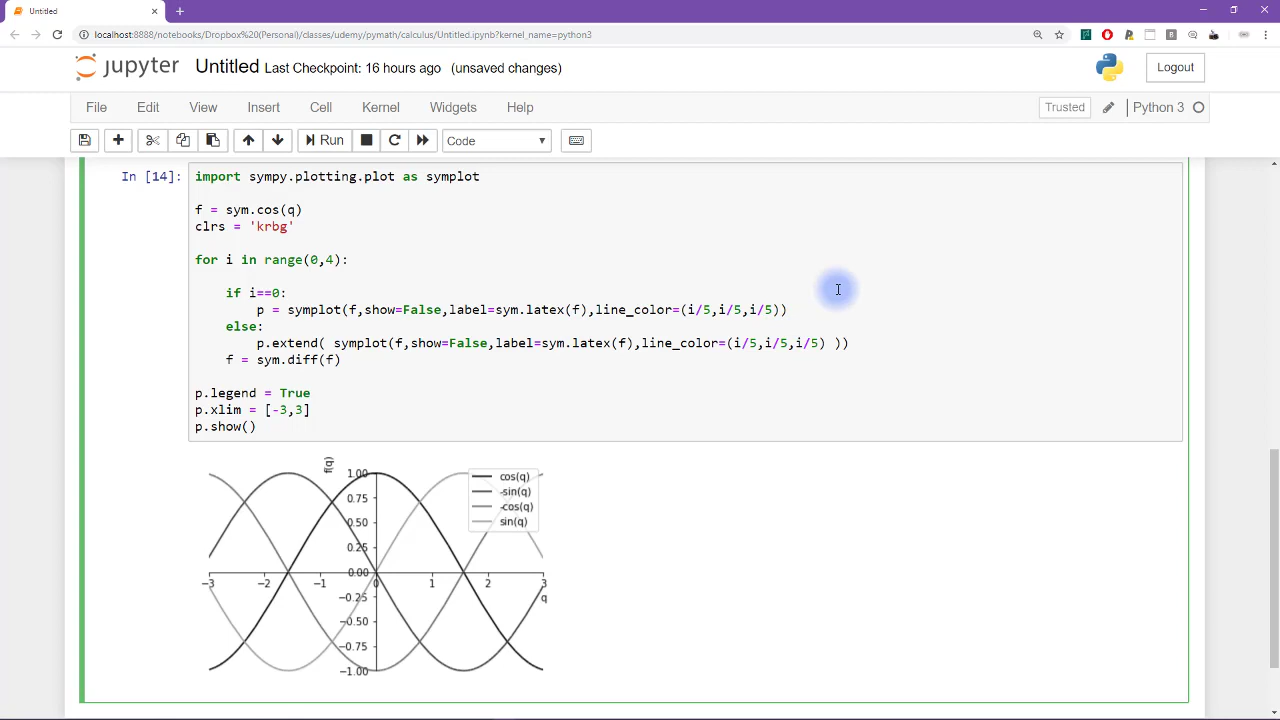 Untitled
localhost:8888/notebooks/Dropbox%20(Personal)/classes/udemy/pymath/calculus/Untitled.ipynb?kernel_name=python3
jupyter Untitled Last Checkpoint: 16 hours ago (unsaved changes) Logout
File Edit View Insert Cell Kernel Widgets Help Trusted Python 3
Run Code
In [14]: import sympy.plotting.plot as symplot
f = sym.cos(q)
clrs = 'krbg'
for i in range(0,4):
if i==0:
p = symplot(f,show=False,label=sym.latex(f),line_color=(i/5,i/5,i/5))
else:
p.extend( symplot(f,show=False,label=sym.latex(f),line_color=(i/5,i/5,i/5) ))
f = sym.diff(f)
p.legend = True
p.xlim = [-3,3]
p.show()
f(q)
1.00
0.75
0.50
0.25
0.00
−0.25
−0.50
−0.75
−1.00
−3 −2 −1 0 1 2 3
q
cos(q)
-sin(q)
-cos(q)
sin(q)